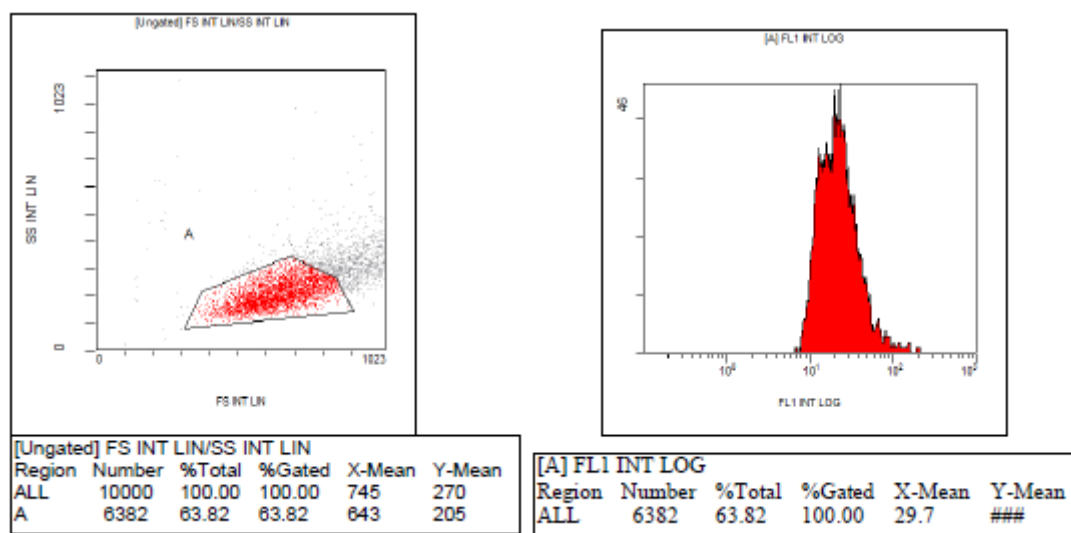 [Ungated] FS INT LIN/SS INT LIN
1023
SS INT LIN
A
0
0
1023
FS INT LIN
[Ungated] FS INT LIN/SS INT LIN
Region Number %Total %Gated X-Mean Y-Mean
ALL 10000 100.00 100.00 745 270
A 6382 63.82 63.82 643 205
[A] FL1 INT LOG
46
10⁰ 10¹ 10² 10³
FL1 INT LOG
[A] FL1 INT LOG
Region Number %Total %Gated X-Mean Y-Mean
ALL 6382 63.82 100.00 29.7 ###